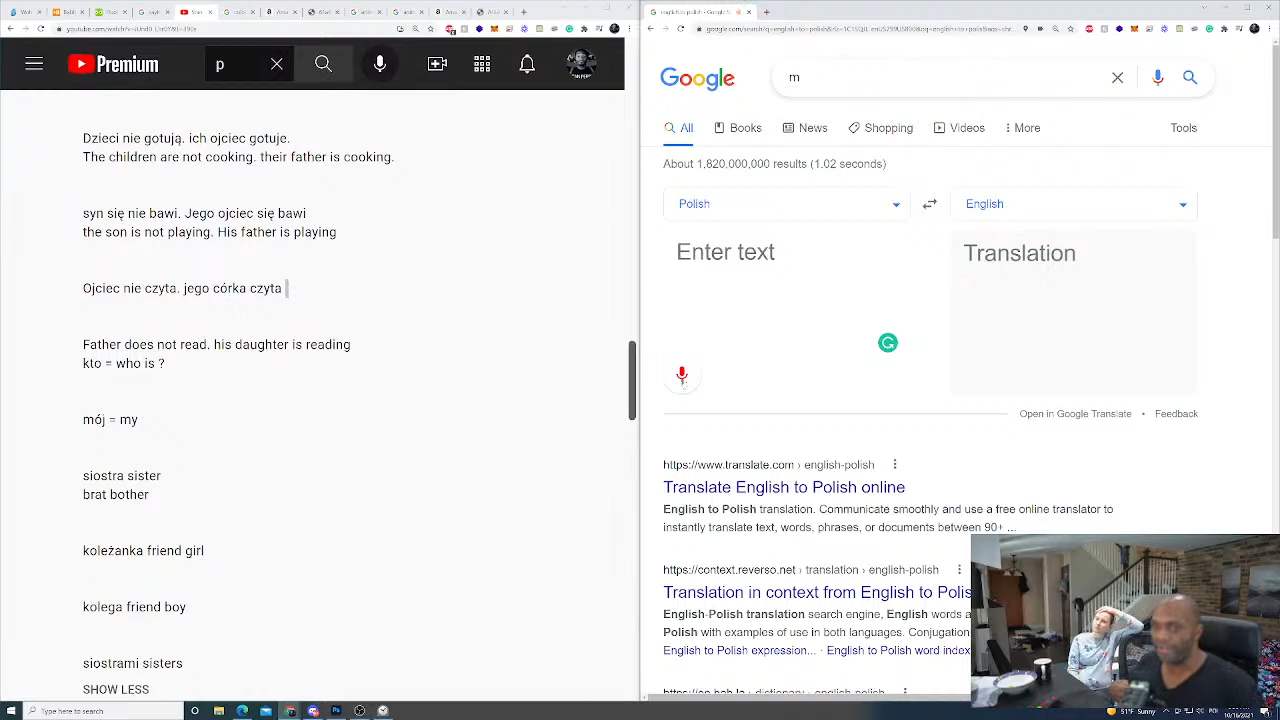 youtube.com/watch?v=
Premium
p
Dzieci nie gotują. ich ojciec gotuje.
The children are not cooking. their father is cooking.
syn się nie bawi. Jego ojciec się bawi
the son is not playing. His father is playing
Ojciec nie czyta. jego córka czyta
Father does not read. his daughter is reading
kto = who is ?
mój = my
siostra sister
brat bother
koleżanka friend girl
kolega friend boy
siostrami sisters
SHOW LESS
Type here to search
Google
m
All
Books
News
Shopping
Videos
More
Tools
About 1,820,000,000 results (1.02 seconds)
Polish
English
Enter text
Translation
Open in Google Translate • Feedback
https://www.translate.com › english-polish
Translate English to Polish online
English to Polish translation. Communicate smoothly and use a free online translator to
instantly translate text, words, phrases, or documents between 90+ ...
https://context.reverso.net › translation › english-polish
Translation in context from English to Polis
English-Polish translation search engine, English words a
Polish with examples of use in both languages. Conjugation
English to Polish expression... · English to Polish word index
51°F Sunny
10/16/2021